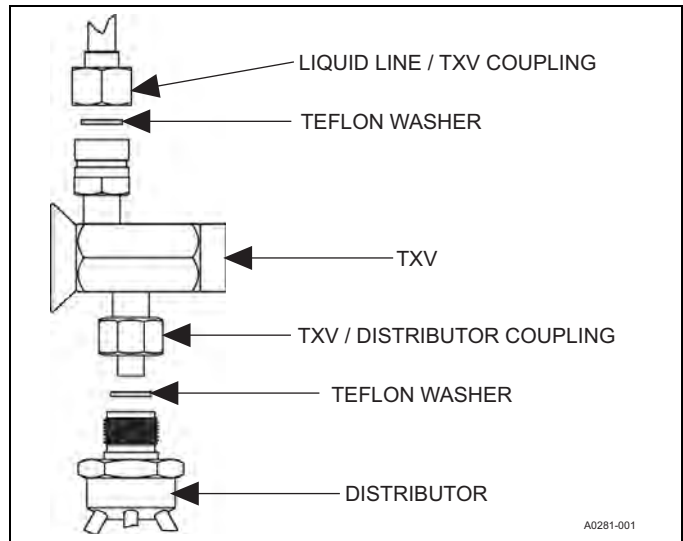 LIQUID LINE / TXV COUPLING
TEFLON WASHER
TXV
TXV / DISTRIBUTOR COUPLING
TEFLON WASHER
DISTRIBUTOR
A0281-001